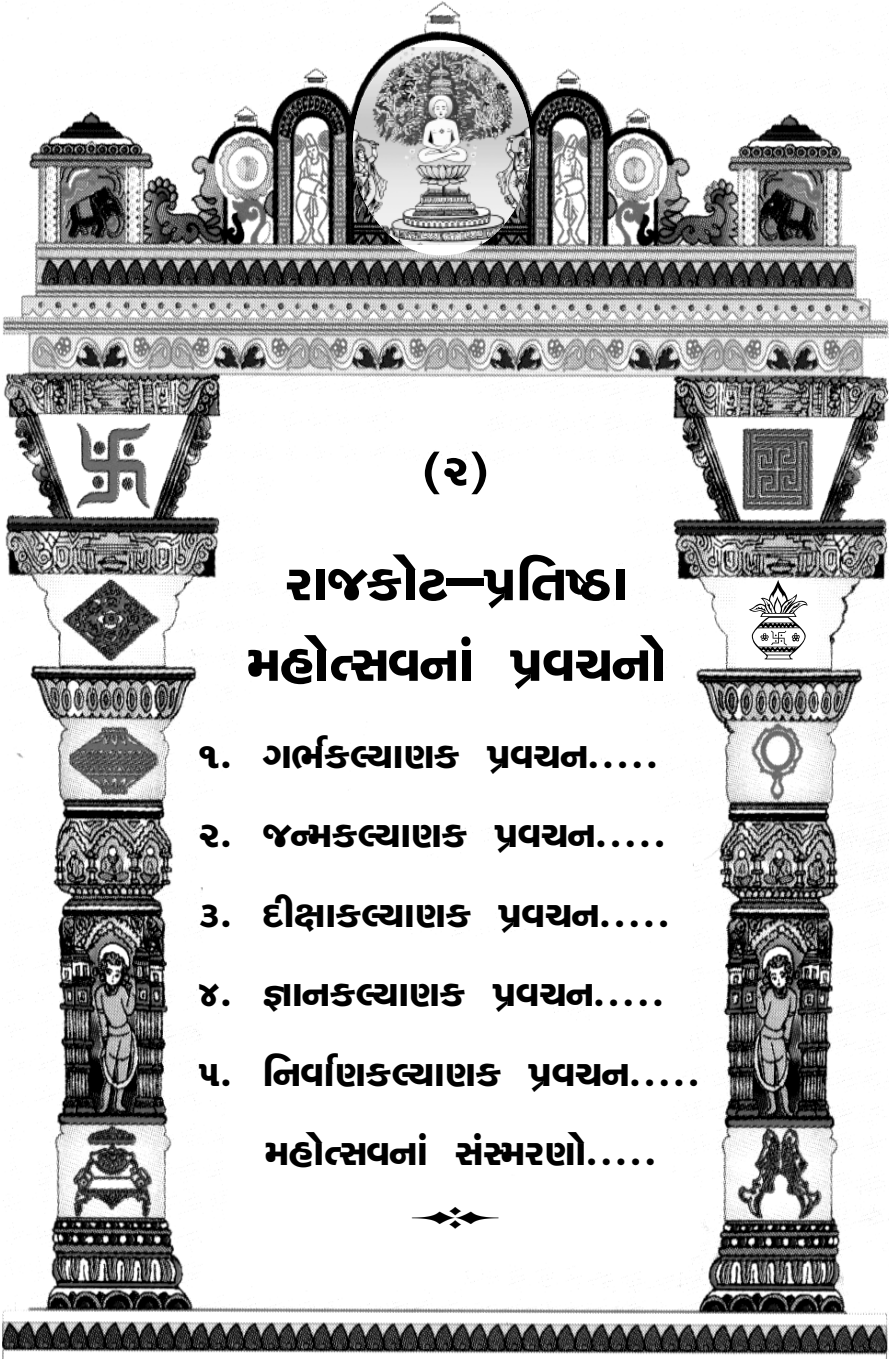 (૨)
રાજકોટ–પ્રતિષ્ઠા
મહોત્સવનાં પ્રવચનો
૧. ગર્ભકલ્યાણક પ્રવચન.....
૨. જન્મકલ્યાણક પ્રવચન.....
૩. દીક્ષાકલ્યાણક પ્રવચન.....
૪. જ્ઞાનકલ્યાણક પ્રવચન.....
૫. નિર્વાણકલ્યાણક પ્રવચન.....
મહોત્સવનાં સંસ્મરણો.....